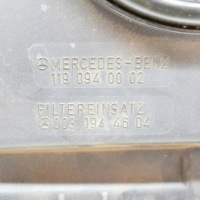 MERCEDES-BENZ
119 094 00 02
FILTEREINSATZ
003 094 46 04